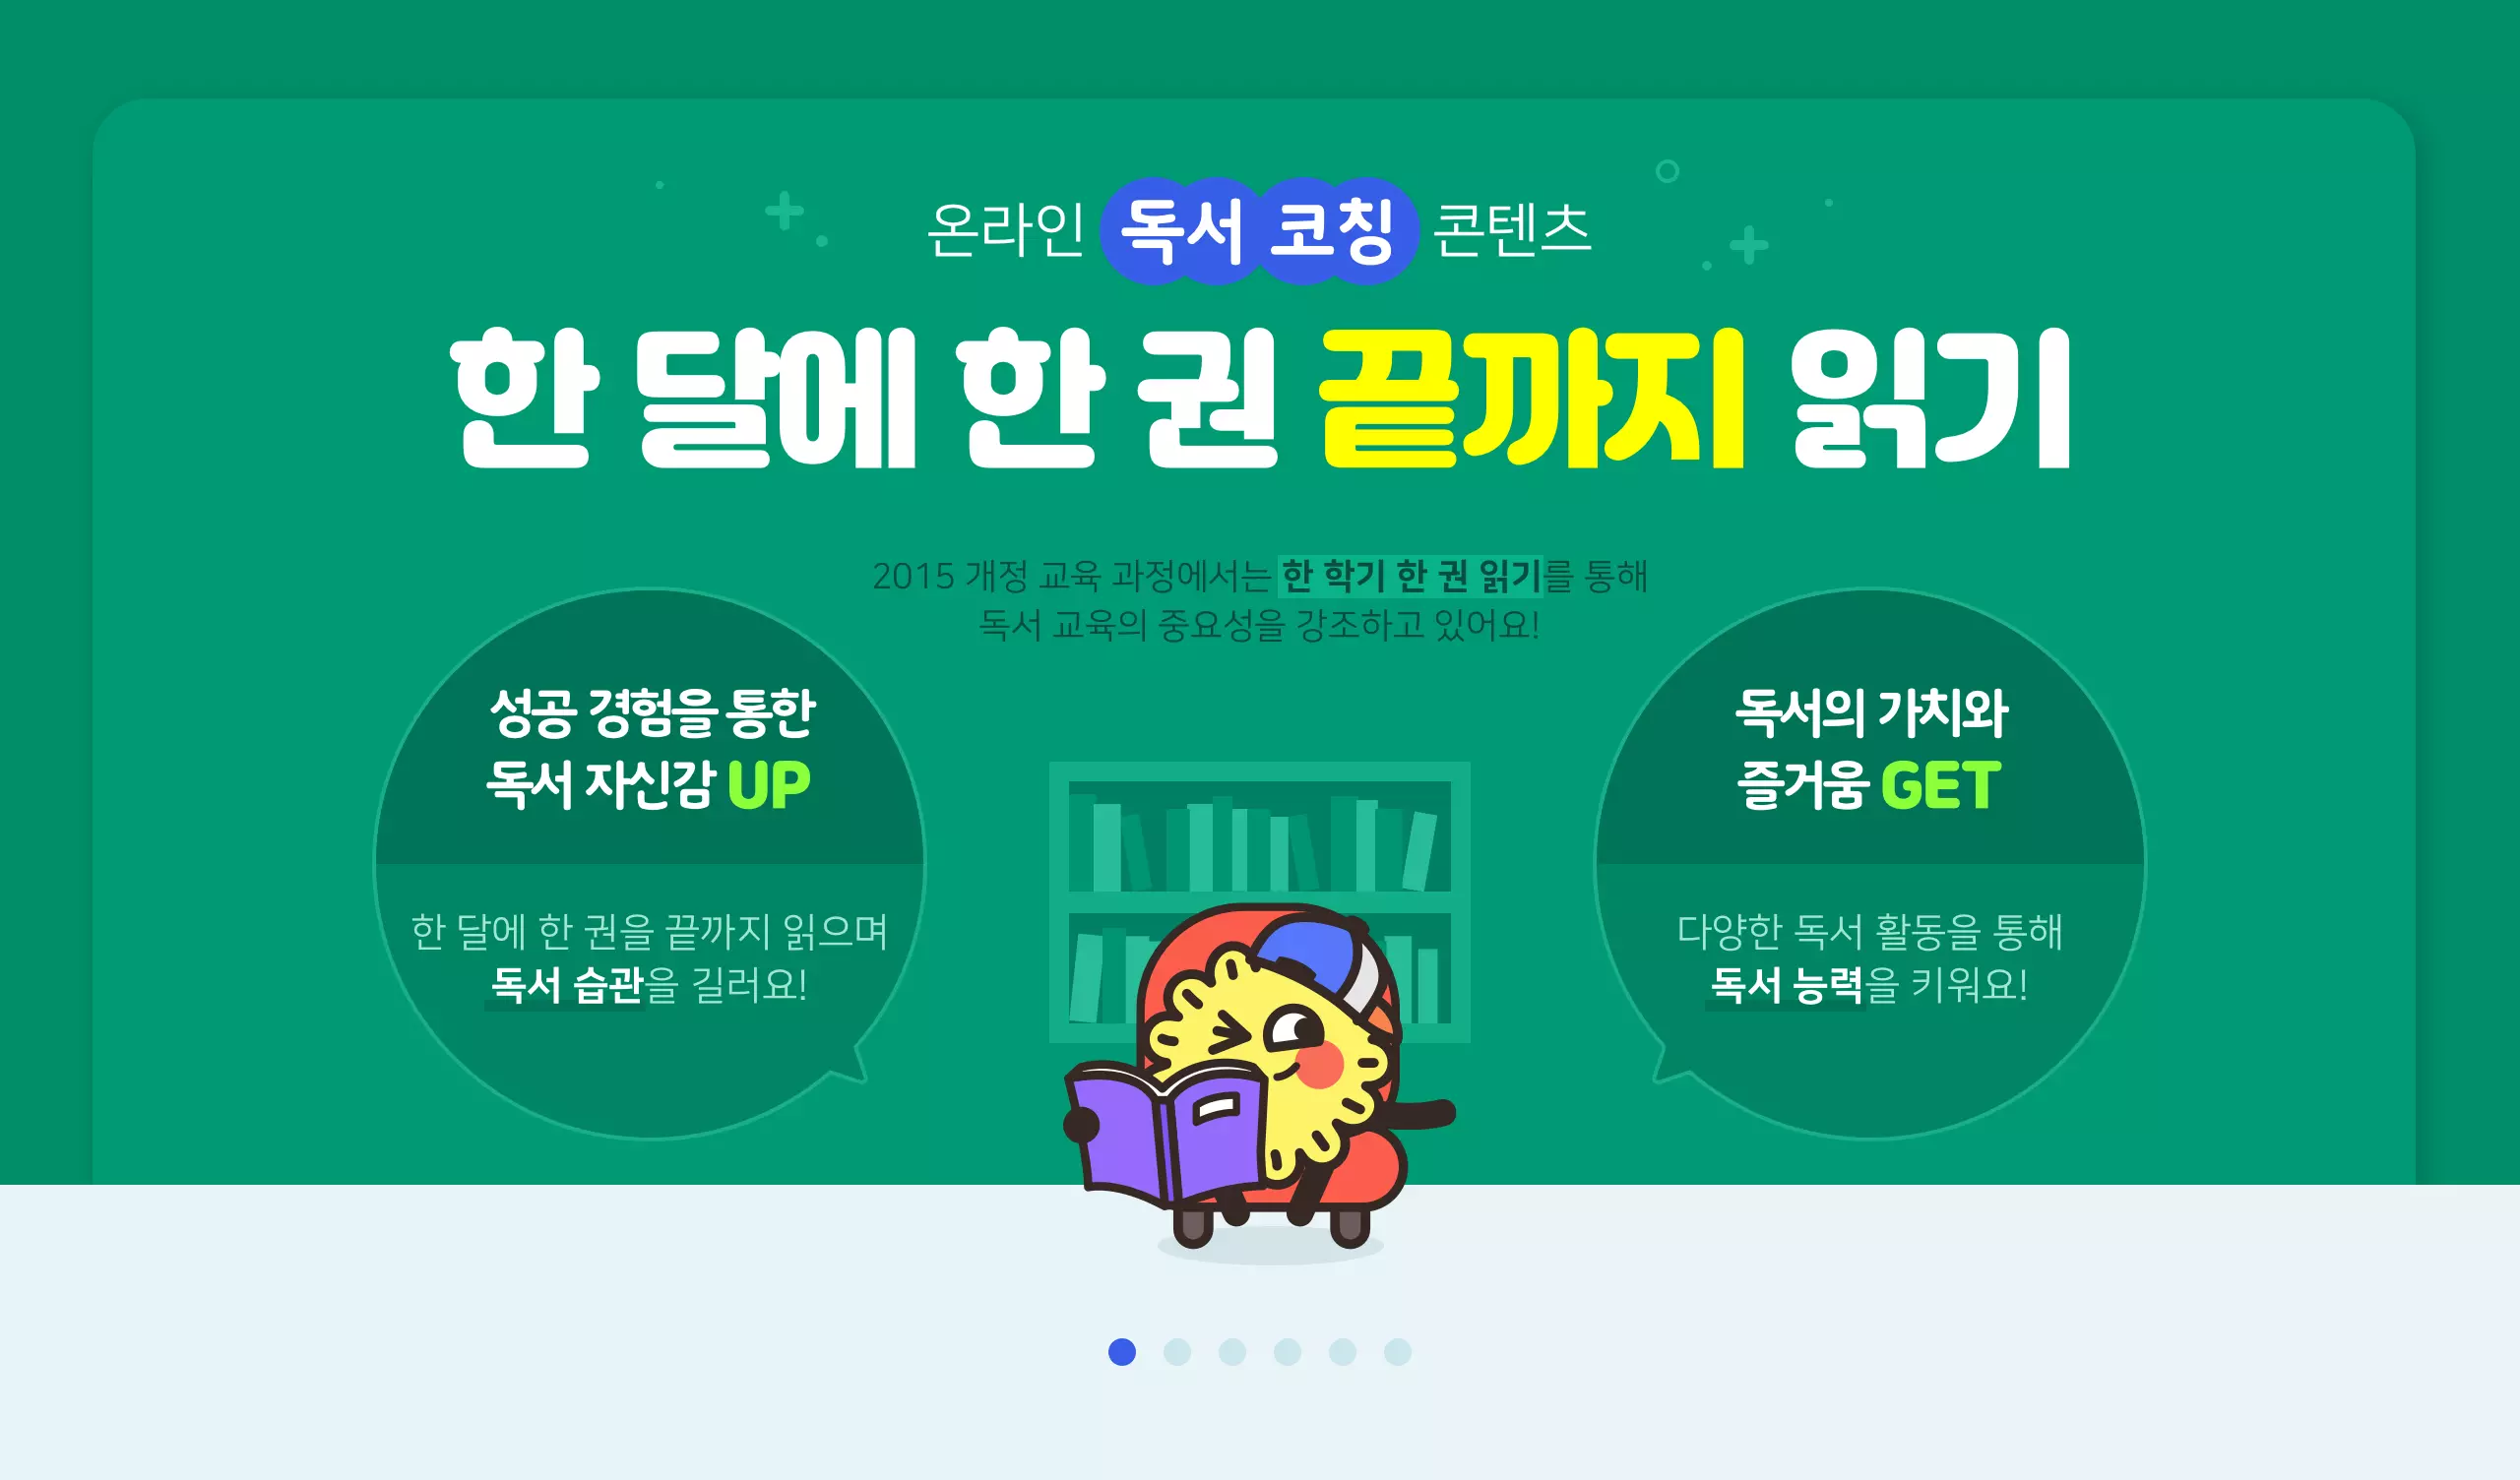 온라인 독서 코칭 콘텐츠
한 달에 한 권 끝까지 읽기
2015 개정 교육 과정에서는 한 학기 한 권 읽기를 통해
독서 교육의 중요성을 강조하고 있어요!
성공 경험을 통한
독서 자신감 UP
한 달에 한 권을 끝까지 읽으며
독서 습관을 길러요!
독서의 가치와
즐거움 GET
다양한 독서 활동을 통해
독서 능력을 키워요!